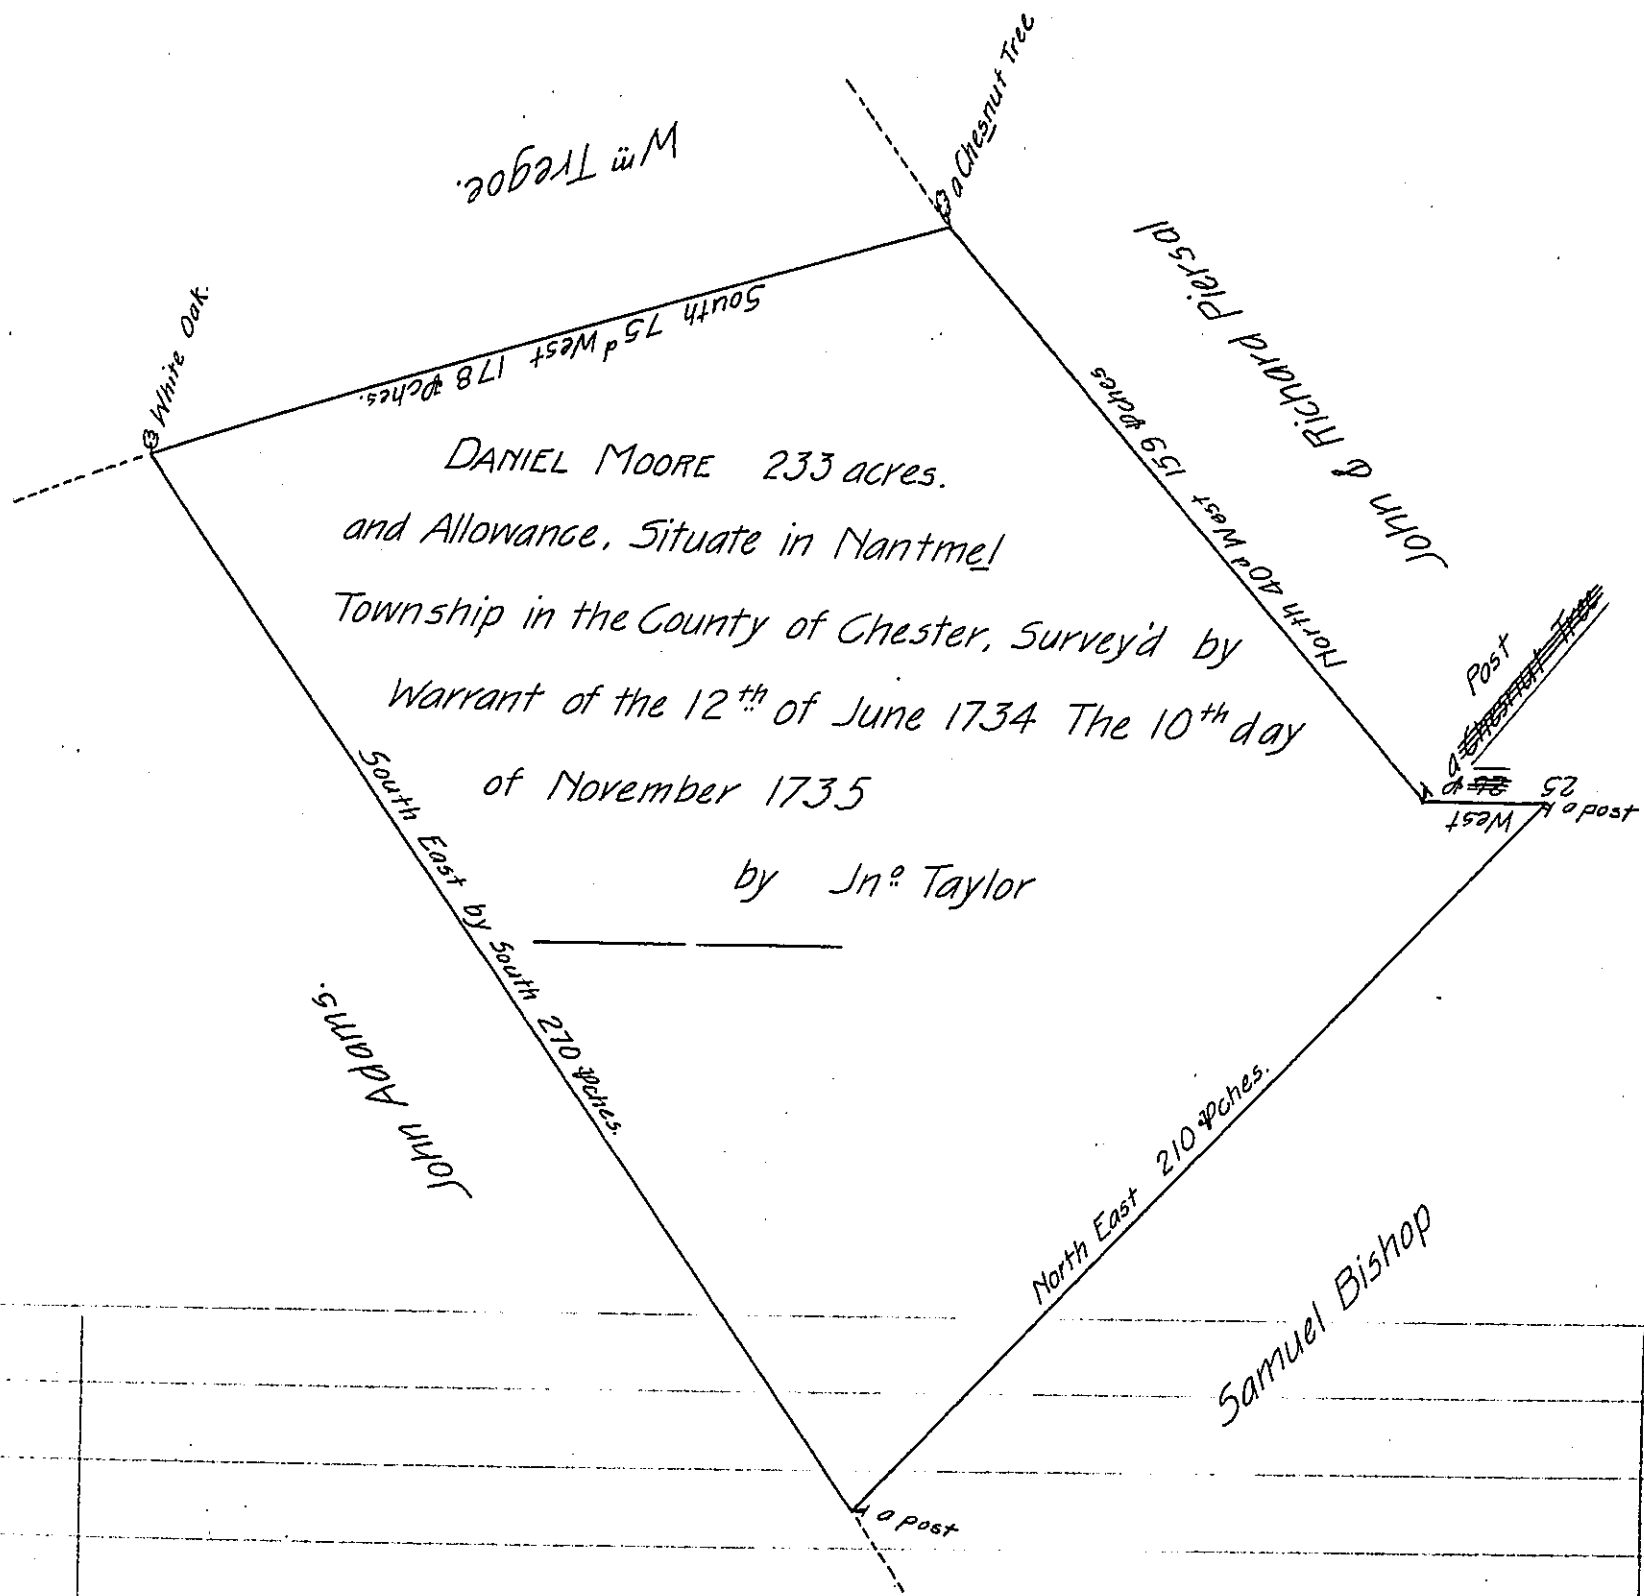 a Chesnut Tree
Wm Tregoe.
John & Richard Piersal
White Oak.
South 75d West 178 Pches.
North 40d West 159 Pches
DANIEL MOORE 233 acres.
and Allowance, Situate in Nantmel
Township in the County of Chester, Survey'd by
Warrant of the 12th of June 1734 The 10th day
of November 1735
by Jno Taylor
Post
a Chesnut Tree
25
West
a post
South East by South 270 Pches.
John Adams.
North East 210 Pches.
Samuel Bishop
a post